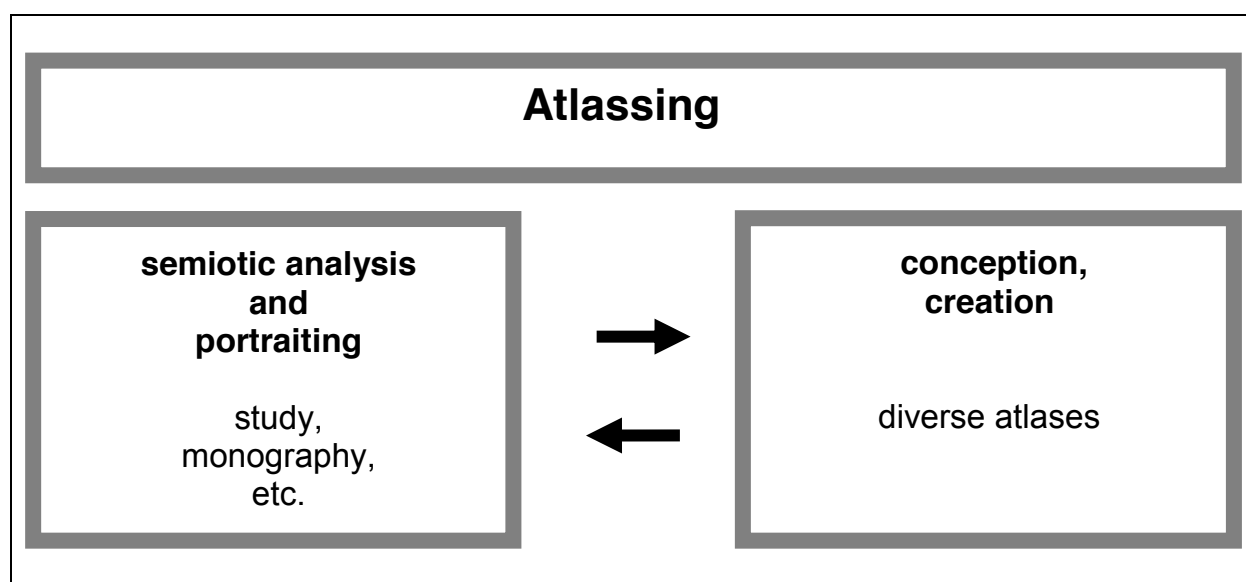 Atlassing
semiotic analysis
and
portraiting
study,
monography,
etc.
conception,
creation
diverse atlases